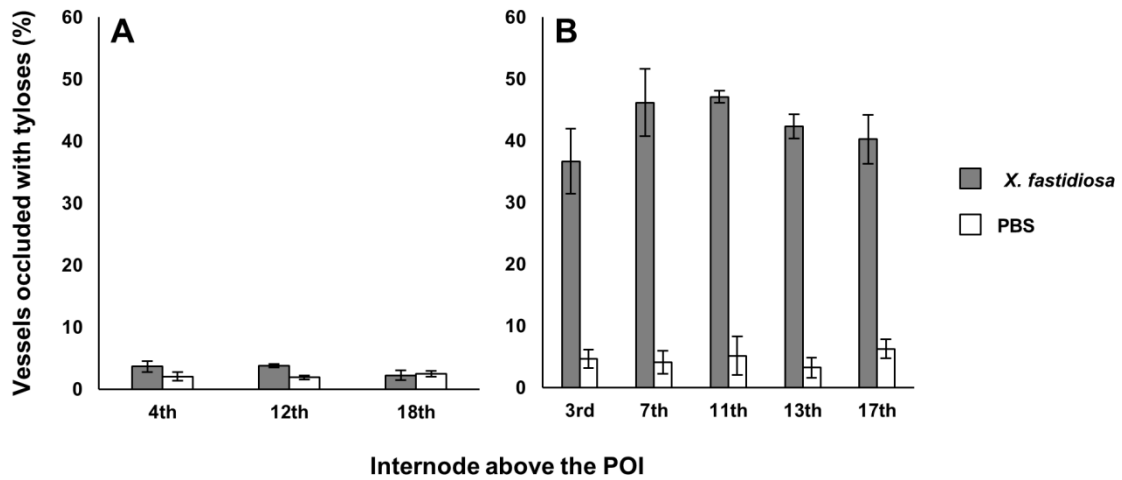 Vessels occluded with tyloses (%)
A
60
50
40
30
20
10
0
4th 12th 18th
B
60
50
40
30
20
10
0
3rd 7th 11th 13th 17th
X. fastidiosa
PBS
Internode above the POI